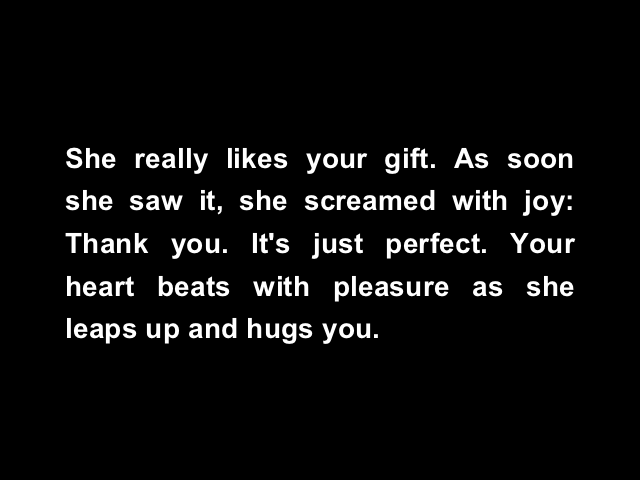 She really likes your gift. As soon
she saw it, she screamed with joy:
Thank you. It's just perfect. Your
heart beats with pleasure as she
leaps up and hugs you.